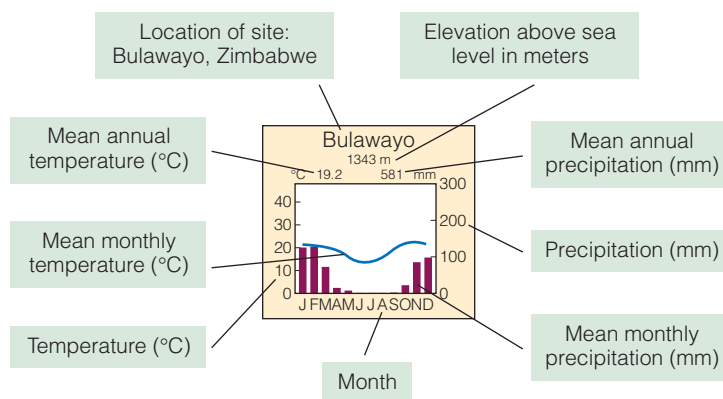 Location of site:
Bulawayo, Zimbabwe
Elevation above sea
level in meters
Mean annual
temperature (°C)
Mean annual
precipitation (mm)
Bulawayo
1343 m
°C 19.2 581 mm
40
30
20
10
0
300
200
100
0
J FMAMJ J ASOND
Mean monthly
temperature (°C)
Precipitation (mm)
Temperature (°C)
Month
Mean monthly
precipitation (mm)